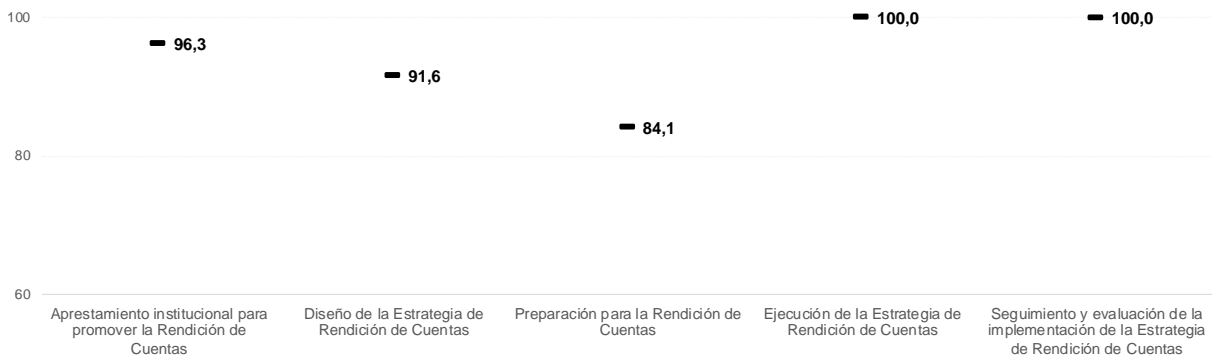 100
80
60
96,3
91,6
84,1
100,0
100,0
Aprestamiento institucional para
promover la Rendición de
Cuentas
Diseño de la Estrategia de
Rendición de Cuentas
Preparación para la Rendición de
Cuentas
Ejecución de la Estrategia de
Rendición de Cuentas
Seguimiento y evaluación de la
implementación de la Estrategia
de Rendición de Cuentas